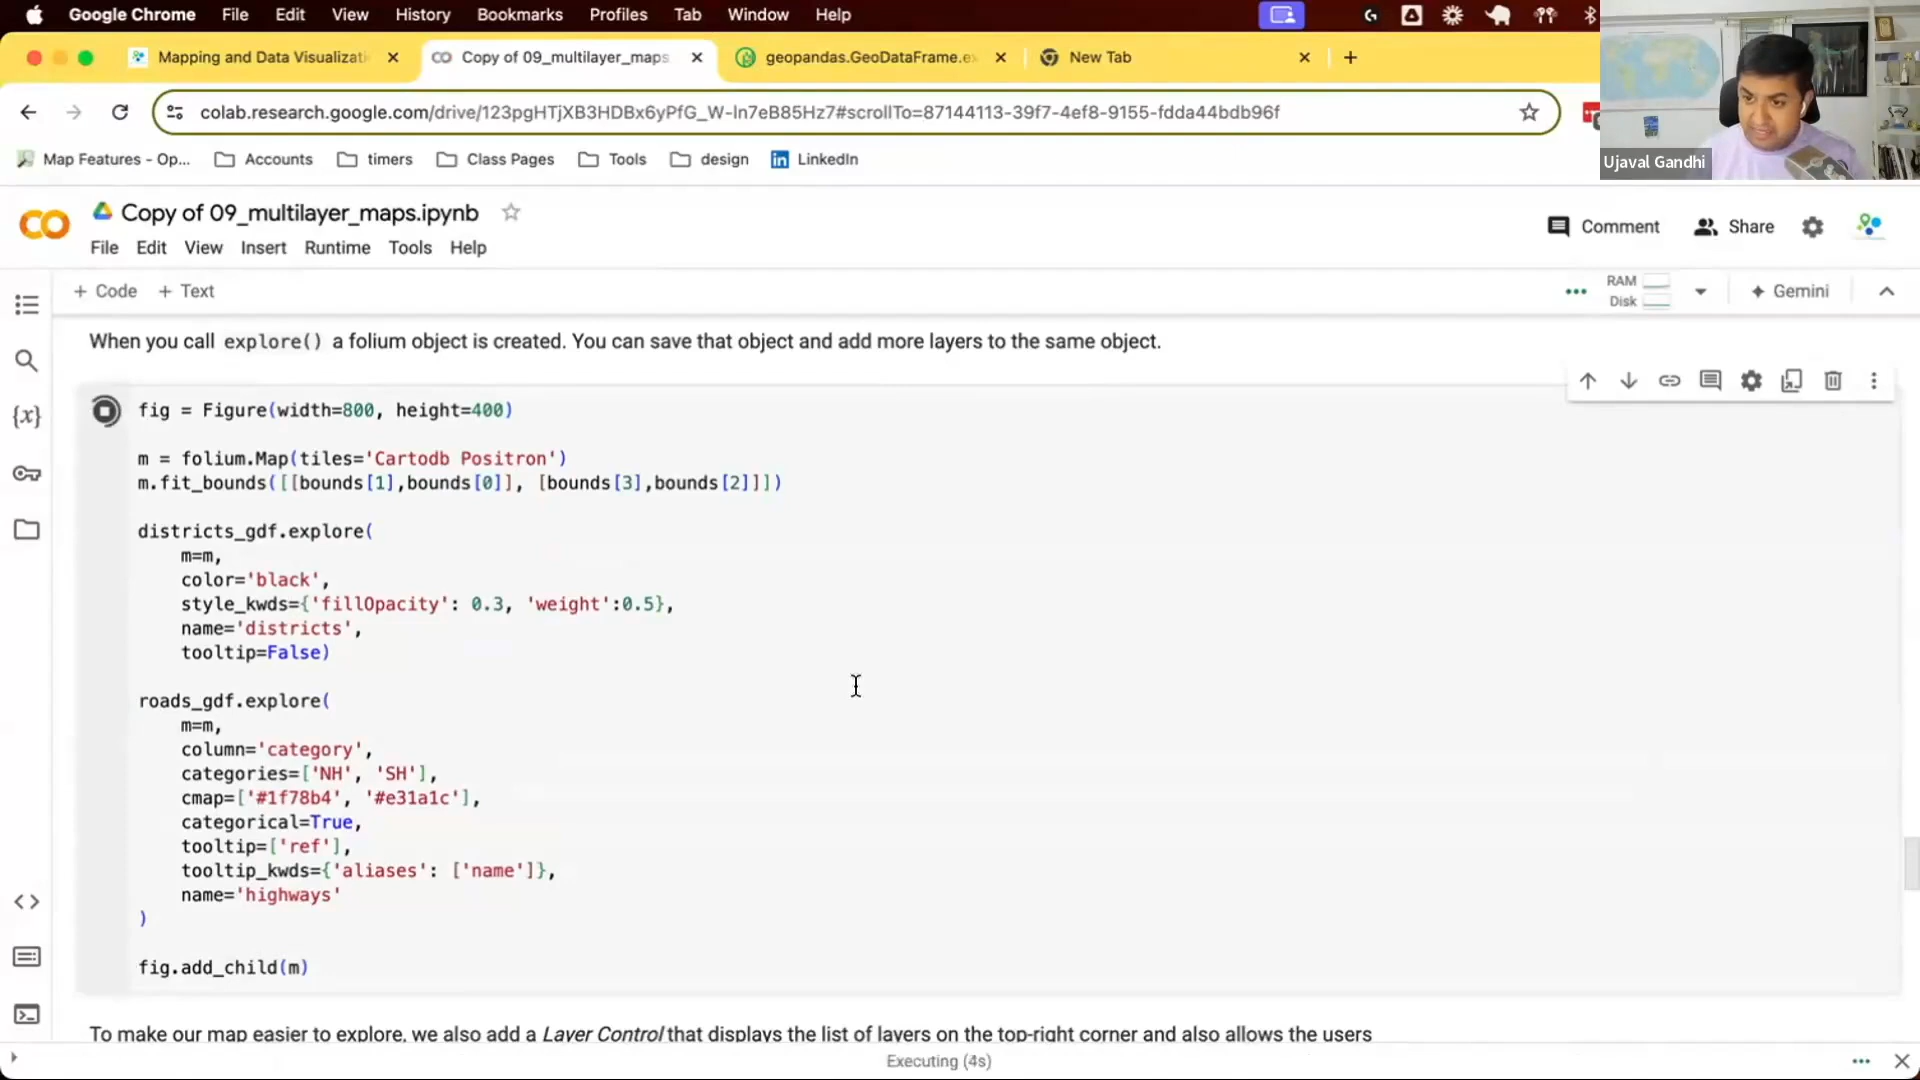 Google Chrome File Edit View History Bookmarks Profiles Tab Window Help
Mapping and Data Visualizati
Copy of 09_multilayer_maps
geopandas.GeoDataFrame.ex
New Tab
colab.research.google.com/drive/123pgHTjXB3HDBx6yPfG_W-ln7eB85Hz7#scrollTo=87144113-39f7-4ef8-9155-fdda44bdb96f
Ujaval Gandhi
Map Features - Op... Accounts timers Class Pages Tools design LinkedIn
Copy of 09_multilayer_maps.ipynb
Comment Share
File Edit View Insert Runtime Tools Help
+ Code + Text
RAM
Disk
Gemini
When you call explore() a folium object is created. You can save that object and add more layers to the same object.
fig = Figure(width=800, height=400)
m = folium.Map(tiles='Cartodb Positron')
m.fit_bounds([[bounds[1],bounds[0]], [bounds[3],bounds[2]]])
districts_gdf.explore(
m=m,
color='black',
style_kwds={'fillOpacity': 0.3, 'weight':0.5},
name='districts',
tooltip=False)
roads_gdf.explore(
m=m,
column='category',
categories=['NH', 'SH'],
cmap=['#1f78b4', '#e31a1c'],
categorical=True,
tooltip=['ref'],
tooltip_kwds={'aliases': ['name']},
name='highways'
)
fig.add_child(m)
To make our map easier to explore, we also add a Layer Control that displays the list of layers on the top-right corner and also allows the users
Executing (4s)